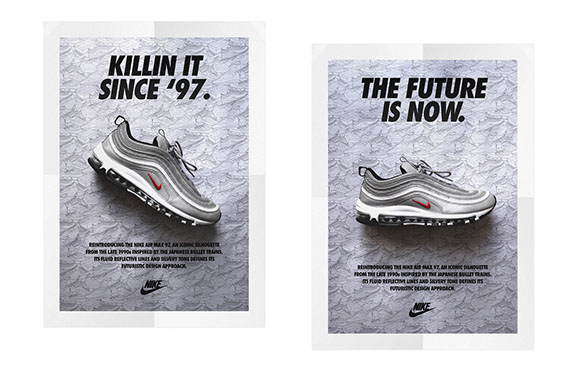 KILLIN IT
SINCE '97.
REINTRODUCING THE NIKE AIR MAX 97, AN ICONIC SILHOUETTE
FROM THE LATE 1990s INSPIRED BY THE JAPANESE BULLET TRAINS.
ITS FLUID REFLECTIVE LINES AND SILVERY TONE DEFINES ITS
FUTURISTIC DESIGN APPROACH.
NIKE
THE FUTURE
IS NOW.
REINTRODUCING THE NIKE AIR MAX 97, AN ICONIC SILHOUETTE
FROM THE LATE 1990s INSPIRED BY THE JAPANESE BULLET TRAINS.
ITS FLUID REFLECTIVE LINES AND SILVERY TONE DEFINES ITS
FUTURISTIC DESIGN APPROACH.
NIKE